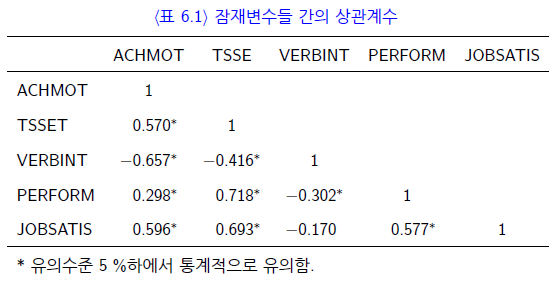 ⟨표 6.1⟩ 잠재변수들 간의 상관계수
ACHMOT TSSE VERBINT PERFORM JOBSATIS
ACHMOT 1
TSSET 0.570* 1
VERBINT −0.657* −0.416* 1
PERFORM 0.298* 0.718* −0.302* 1
JOBSATIS 0.596* 0.693* −0.170 0.577* 1
* 유의수준 5 %하에서 통계적으로 유의함.